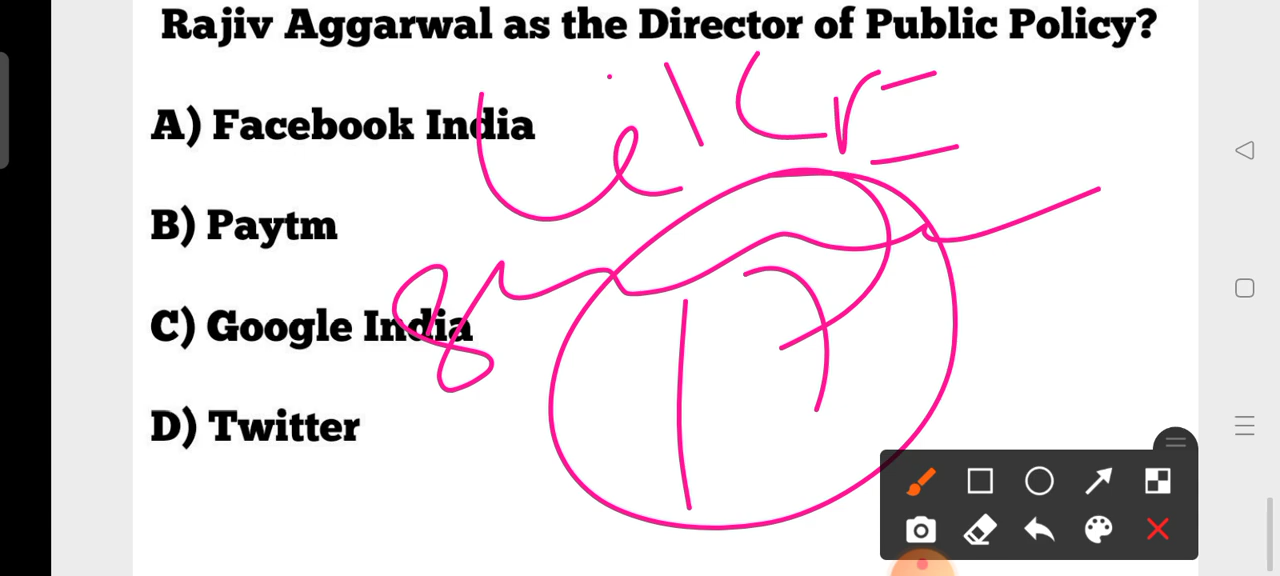 Rajiv Aggarwal as the Director of Public Policy?
A) Facebook India
B) Paytm
C) Google India
D) Twitter